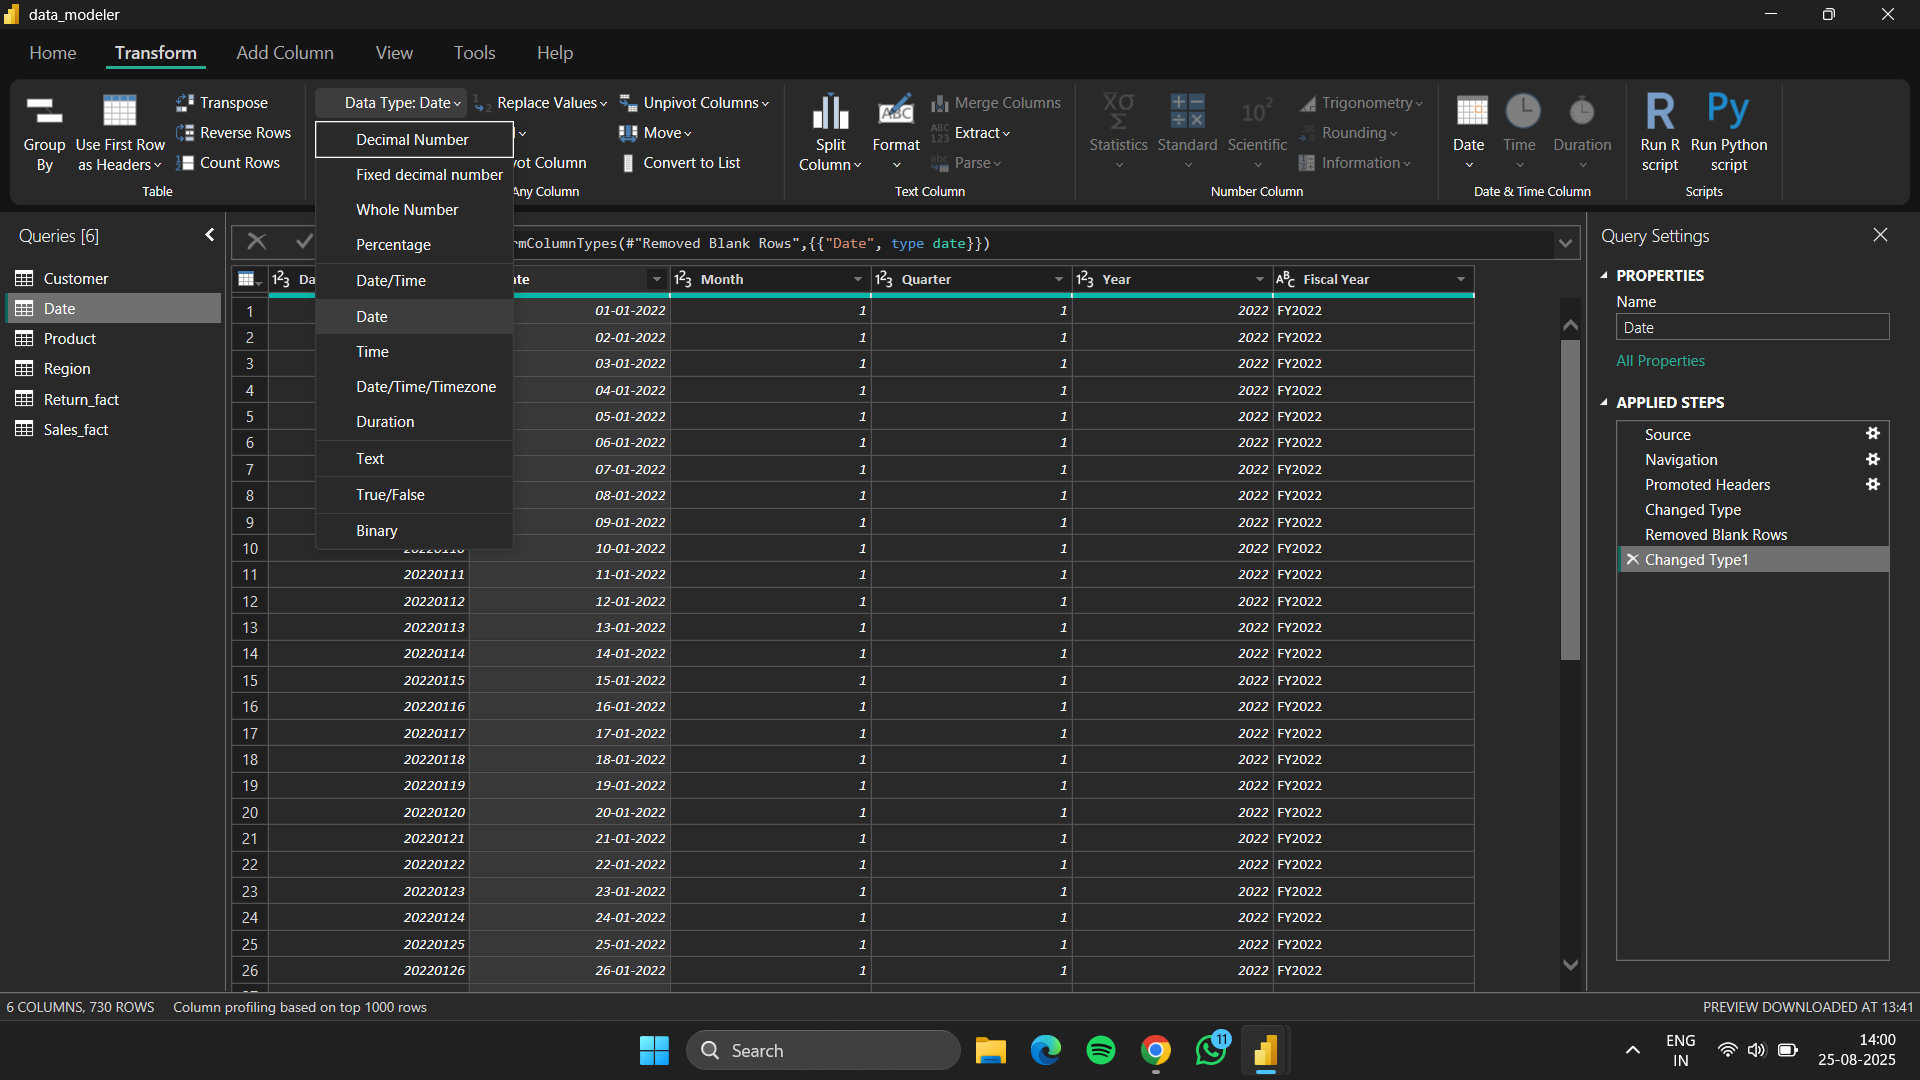 data_modeler
Home Transform Add Column View Tools Help
Group By
Use First Row as Headers
Transpose
Reverse Rows
Count Rows
Table
Data Type: Date
Replace Values
Unpivot Columns
Move
Convert to List
vot Column
Any Column
Decimal Number
Fixed decimal number
Whole Number
Percentage
Date/Time
Date
Time
Date/Time/Timezone
Duration
Text
True/False
Binary
Split Column
Format
ABC
Merge Columns
ABC 123 Extract
abc Parse
Text Column
Statistics
Standard
10² Scientific
Trigonometry
Rounding
Information
Number Column
Date
Time
Duration
Date & Time Column
R
Run R script
Py
Run Python script
Scripts
Queries [6]
Customer
Date
Product
Region
Return_fact
Sales_fact
rmColumnTypes(#"Removed Blank Rows",{{"Date", type date}})
123 Da te 123 Month 123 Quarter 123 Year ABC Fiscal Year
1 01-01-2022 1 1 2022 FY2022
2 02-01-2022 1 1 2022 FY2022
3 03-01-2022 1 1 2022 FY2022
4 04-01-2022 1 1 2022 FY2022
5 05-01-2022 1 1 2022 FY2022
6 06-01-2022 1 1 2022 FY2022
7 07-01-2022 1 1 2022 FY2022
8 08-01-2022 1 1 2022 FY2022
9 09-01-2022 1 1 2022 FY2022
10 10-01-2022 1 1 2022 FY2022
11 20220111 11-01-2022 1 1 2022 FY2022
12 20220112 12-01-2022 1 1 2022 FY2022
13 20220113 13-01-2022 1 1 2022 FY2022
14 20220114 14-01-2022 1 1 2022 FY2022
15 20220115 15-01-2022 1 1 2022 FY2022
16 20220116 16-01-2022 1 1 2022 FY2022
17 20220117 17-01-2022 1 1 2022 FY2022
18 20220118 18-01-2022 1 1 2022 FY2022
19 20220119 19-01-2022 1 1 2022 FY2022
20 20220120 20-01-2022 1 1 2022 FY2022
21 20220121 21-01-2022 1 1 2022 FY2022
22 20220122 22-01-2022 1 1 2022 FY2022
23 20220123 23-01-2022 1 1 2022 FY2022
24 20220124 24-01-2022 1 1 2022 FY2022
25 20220125 25-01-2022 1 1 2022 FY2022
26 20220126 26-01-2022 1 1 2022 FY2022
Query Settings
PROPERTIES
Name
Date
All Properties
APPLIED STEPS
Source
Navigation
Promoted Headers
Changed Type
Removed Blank Rows
Changed Type1
6 COLUMNS, 730 ROWS Column profiling based on top 1000 rows
PREVIEW DOWNLOADED AT 13:41
Search
11
ENG
IN
14:00
25-08-2025